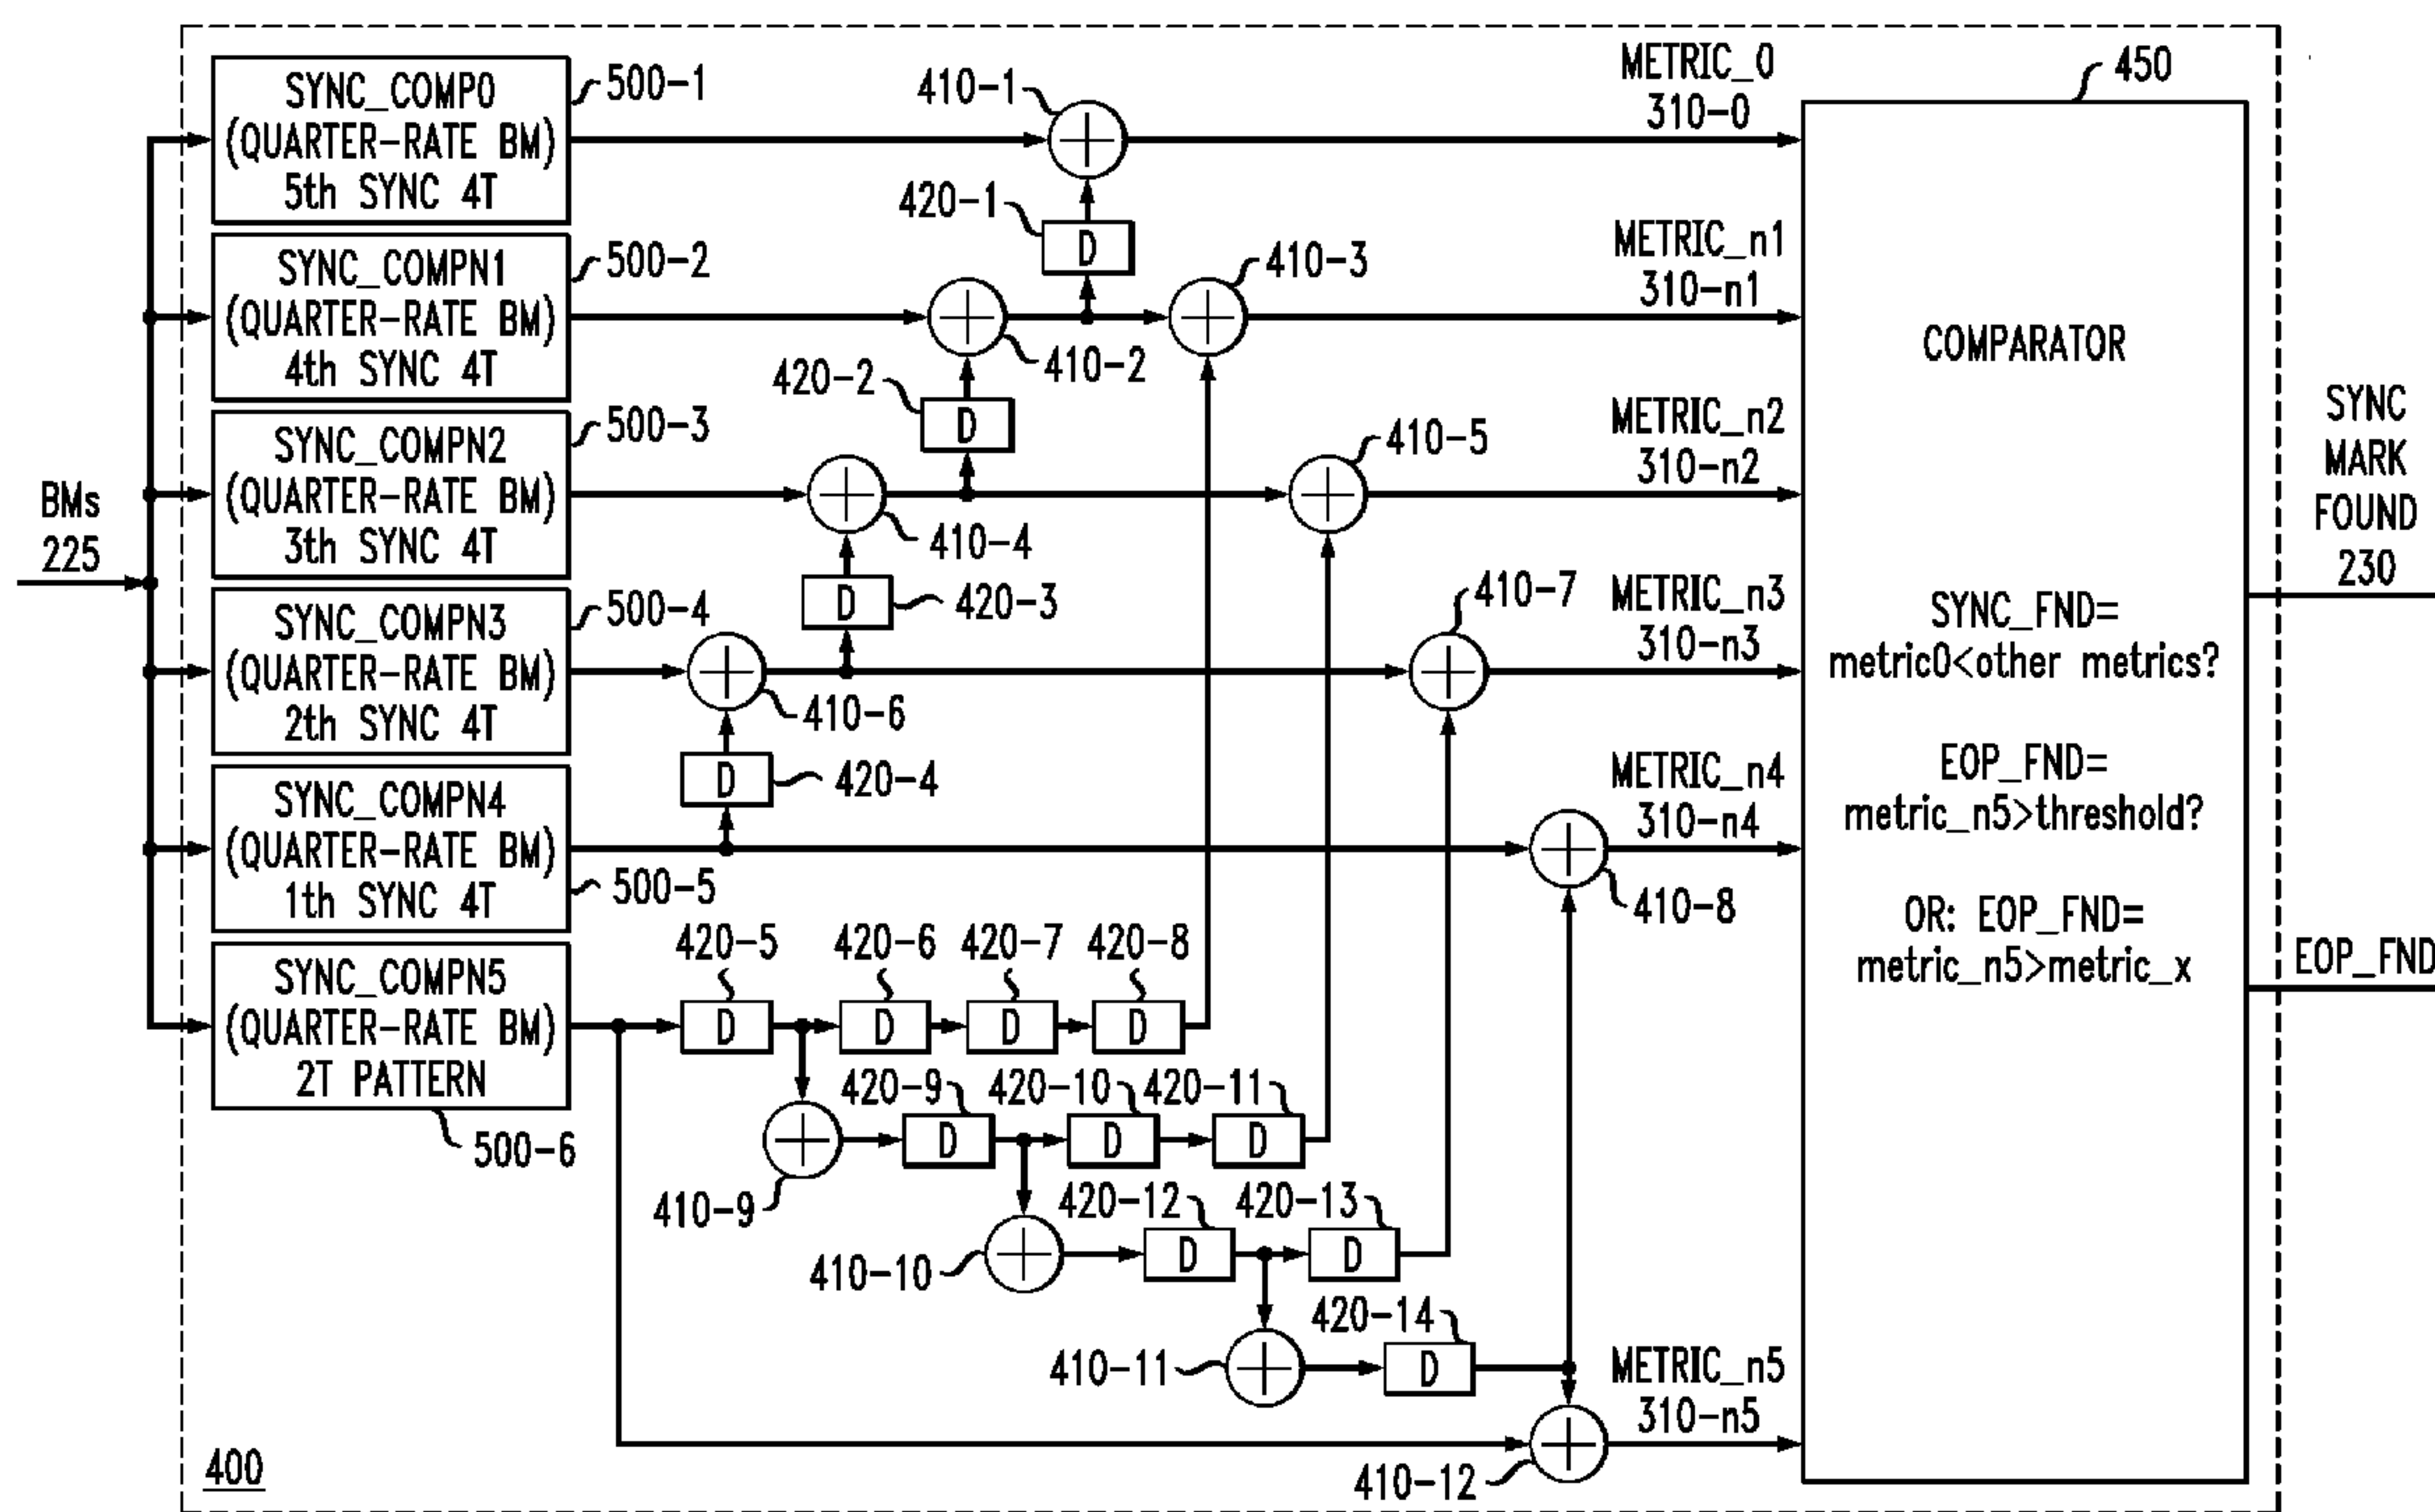 SYNC_COMP0
(QUARTER-RATE BM)
5th SYNC 4T
500-1
SYNC_COMPN1
(QUARTER-RATE BM)
4th SYNC 4T
500-2
SYNC_COMPN2
(QUARTER-RATE BM)
3th SYNC 4T
500-3
SYNC_COMPN3
(QUARTER-RATE BM)
2th SYNC 4T
500-4
SYNC_COMPN4
(QUARTER-RATE BM)
1th SYNC 4T
500-5
SYNC_COMPN5
(QUARTER-RATE BM)
2T PATTERN
500-6
BMs
225
410-1
420-1
D
410-3
410-2
420-2
D
410-5
410-4
D
420-3
410-7
410-6
D
420-4
410-8
420-5
420-6
420-7
420-8
D
D
D
D
420-9
420-10
420-11
D
D
D
410-9
420-12
420-13
D
D
410-10
420-14
D
410-11
410-12
METRIC_0
310-0
METRIC_n1
310-n1
METRIC_n2
310-n2
METRIC_n3
310-n3
METRIC_n4
310-n4
METRIC_n5
310-n5
450
COMPARATOR
SYNC_FND=
metric0<other metrics?
EOP_FND=
metric_n5>threshold?
OR: EOP_FND=
metric_n5>metric_x
SYNC
MARK
FOUND
230
EOP_FND
400